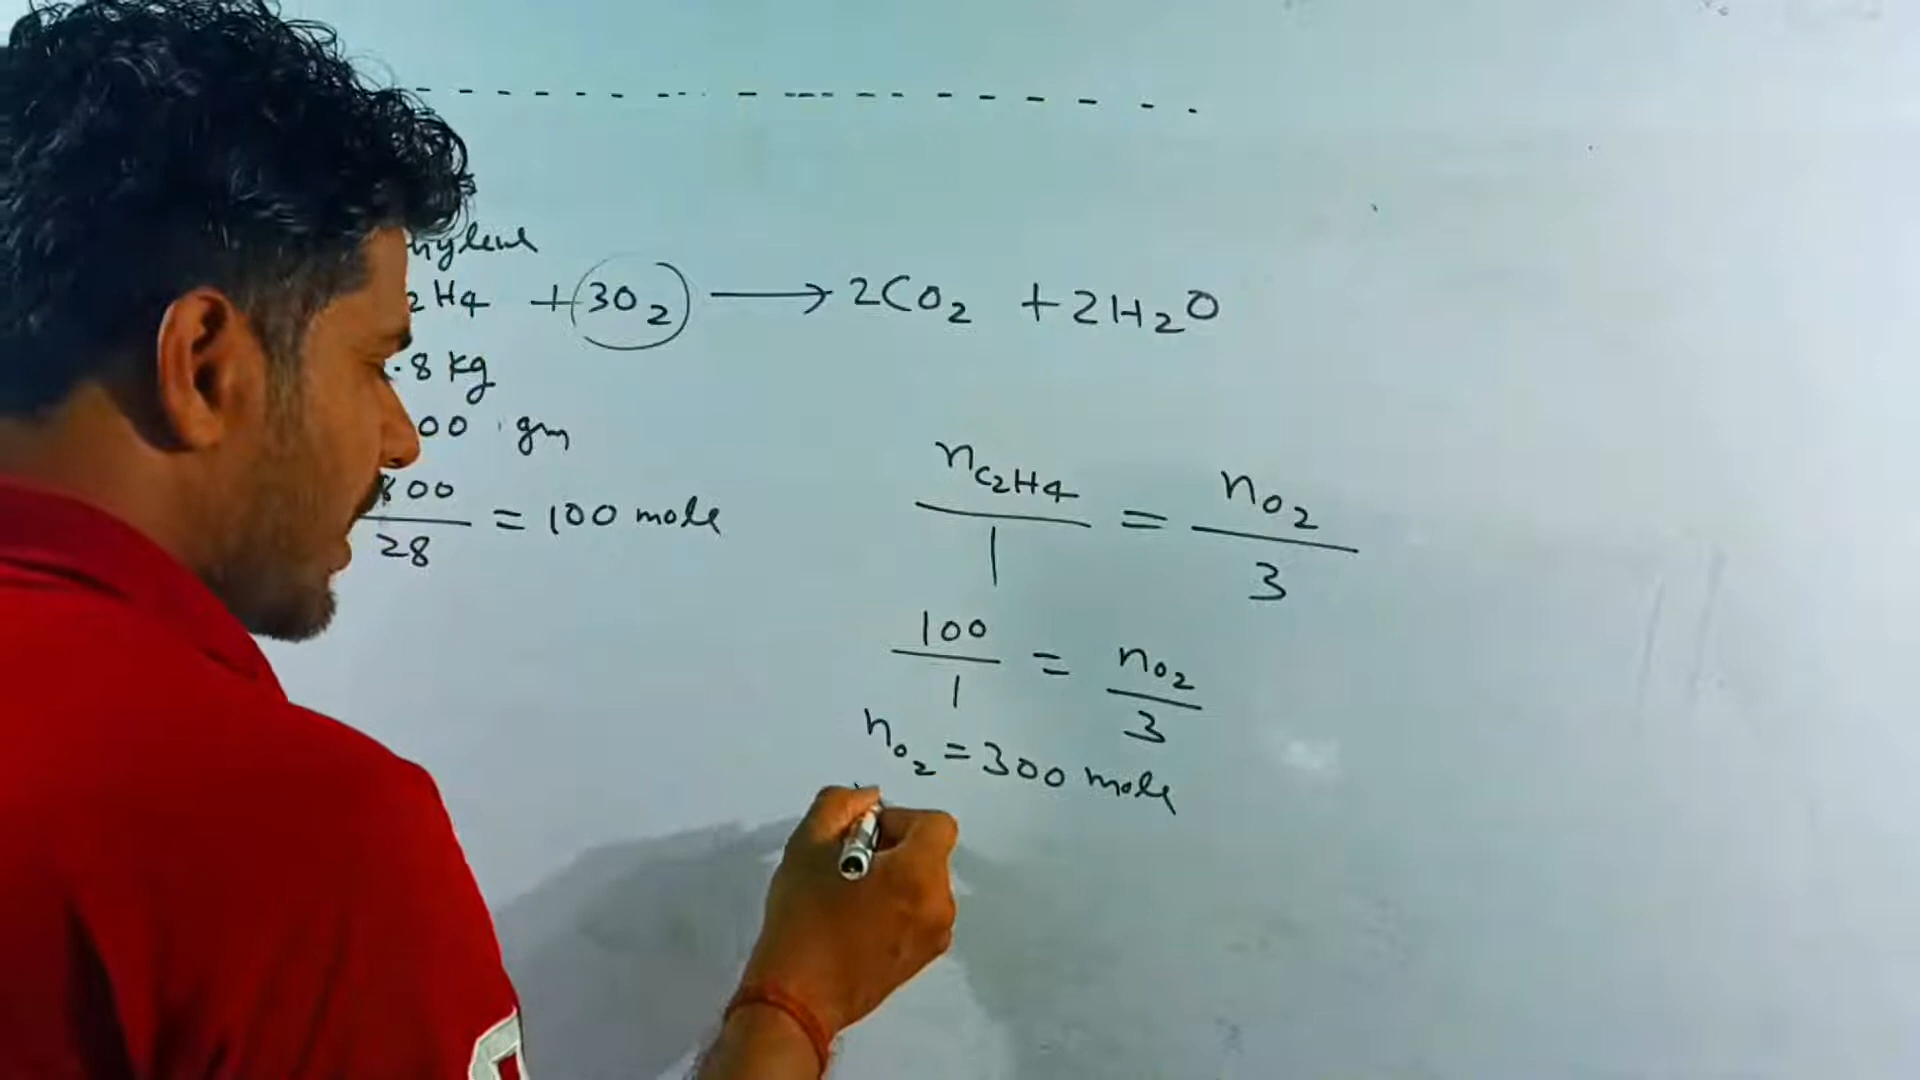 hylene
2H4 + 3O2 → 2CO2 + 2H2O
.8 kg
00 gm
800/28 = 100 mole
nC2H4/1 = nO2/3
100/1 = nO2/3
nO2 = 300 mole